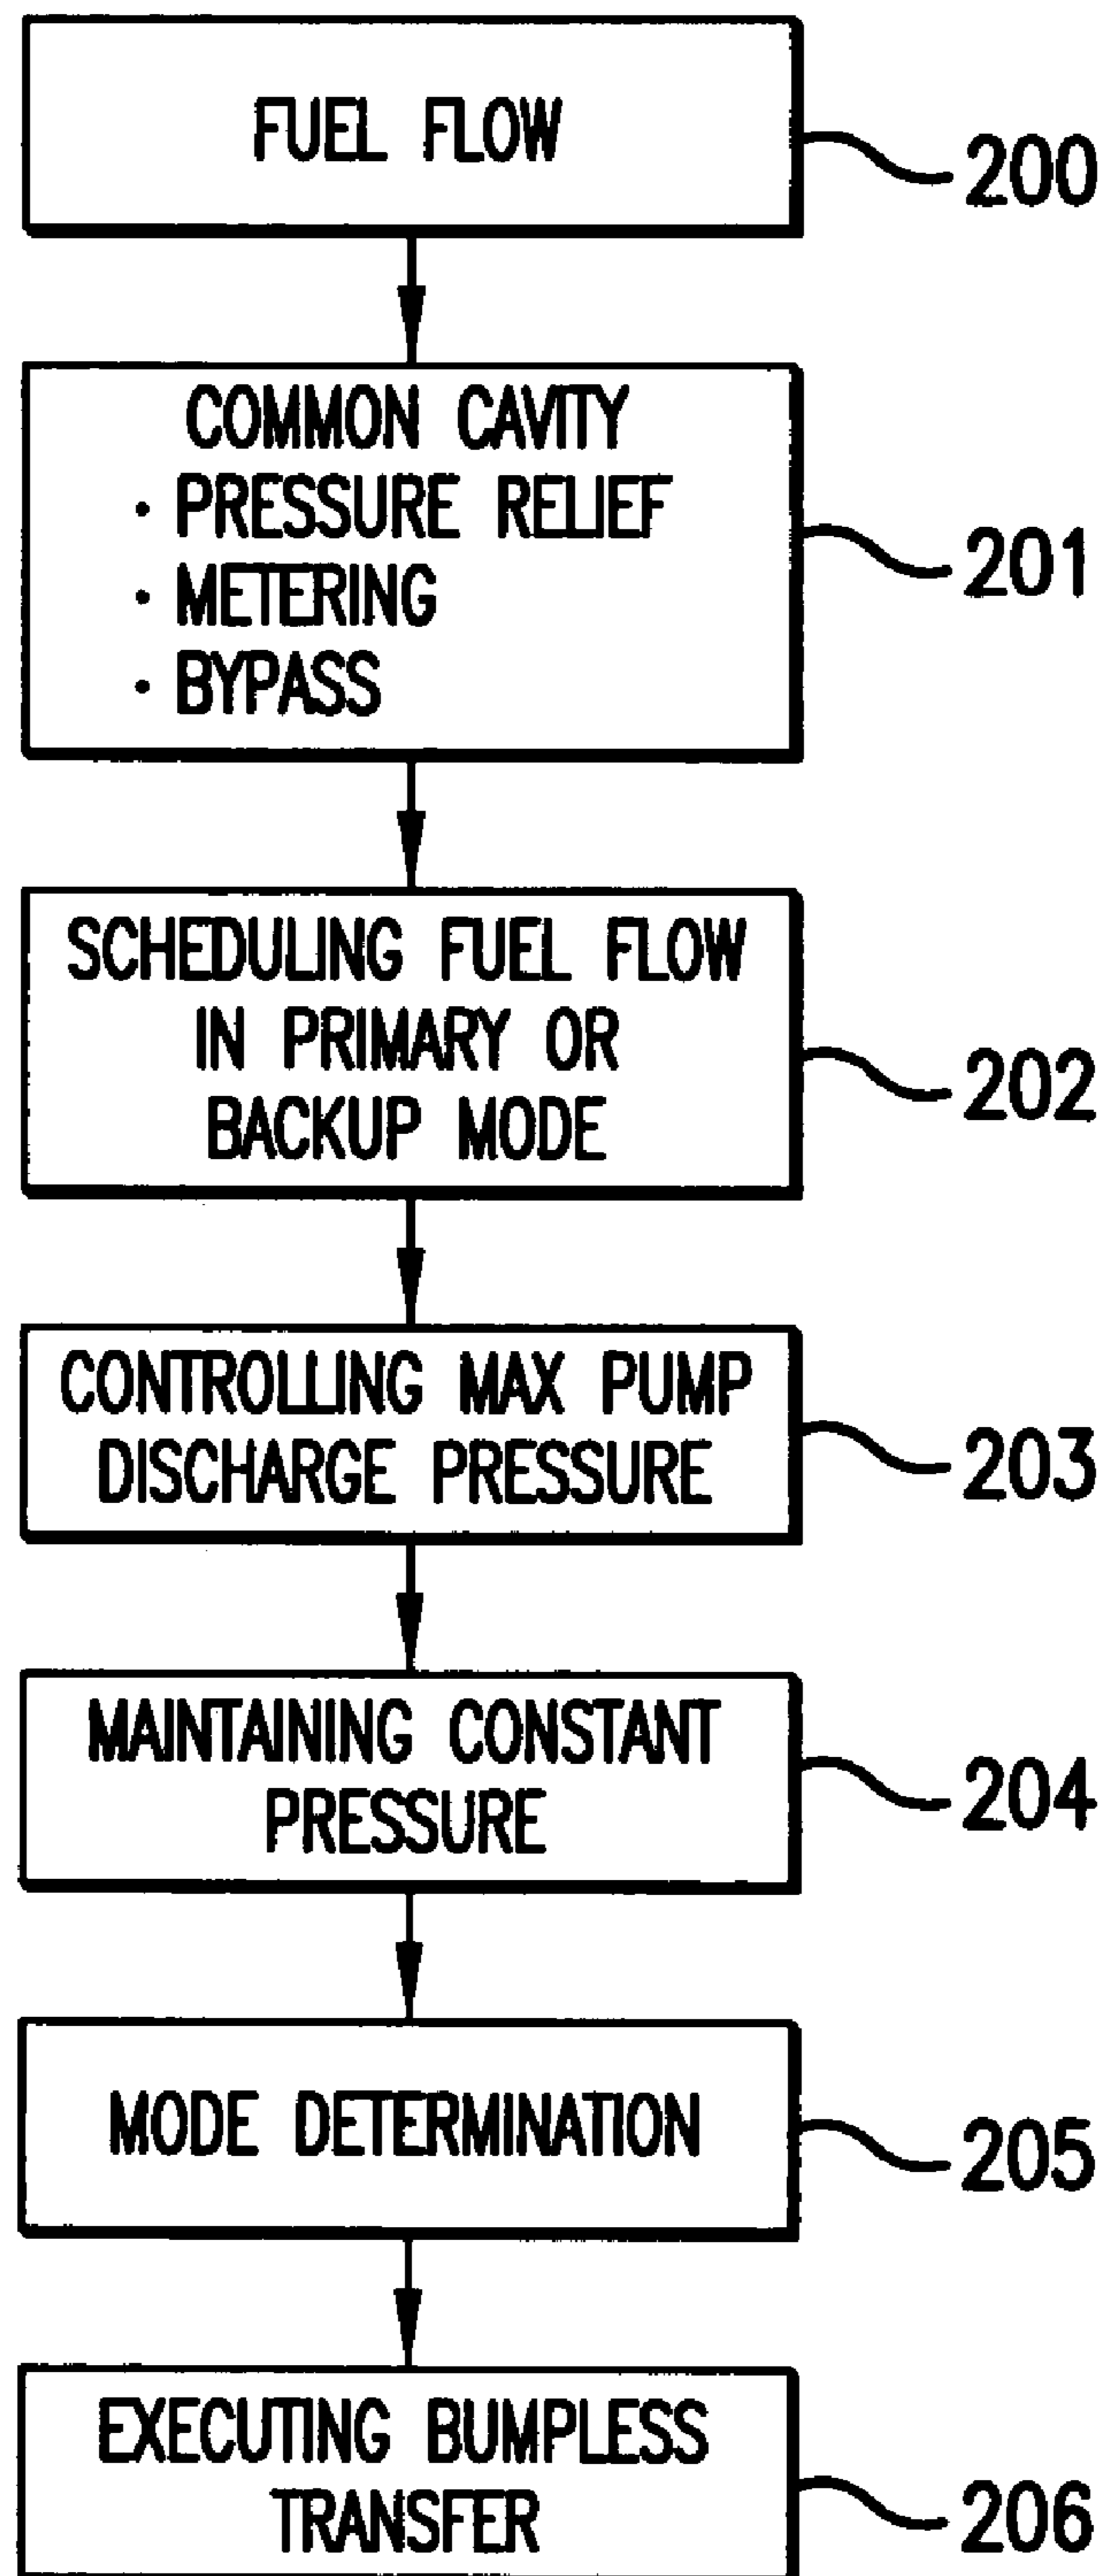 FUEL FLOW
200
COMMON CAVITY
· PRESSURE RELIEF
· METERING
· BYPASS
201
SCHEDULING FUEL FLOW
IN PRIMARY OR
BACKUP MODE
202
CONTROLLING MAX PUMP
DISCHARGE PRESSURE
203
MAINTAINING CONSTANT
PRESSURE
204
MODE DETERMINATION
205
EXECUTING BUMPLESS
TRANSFER
206